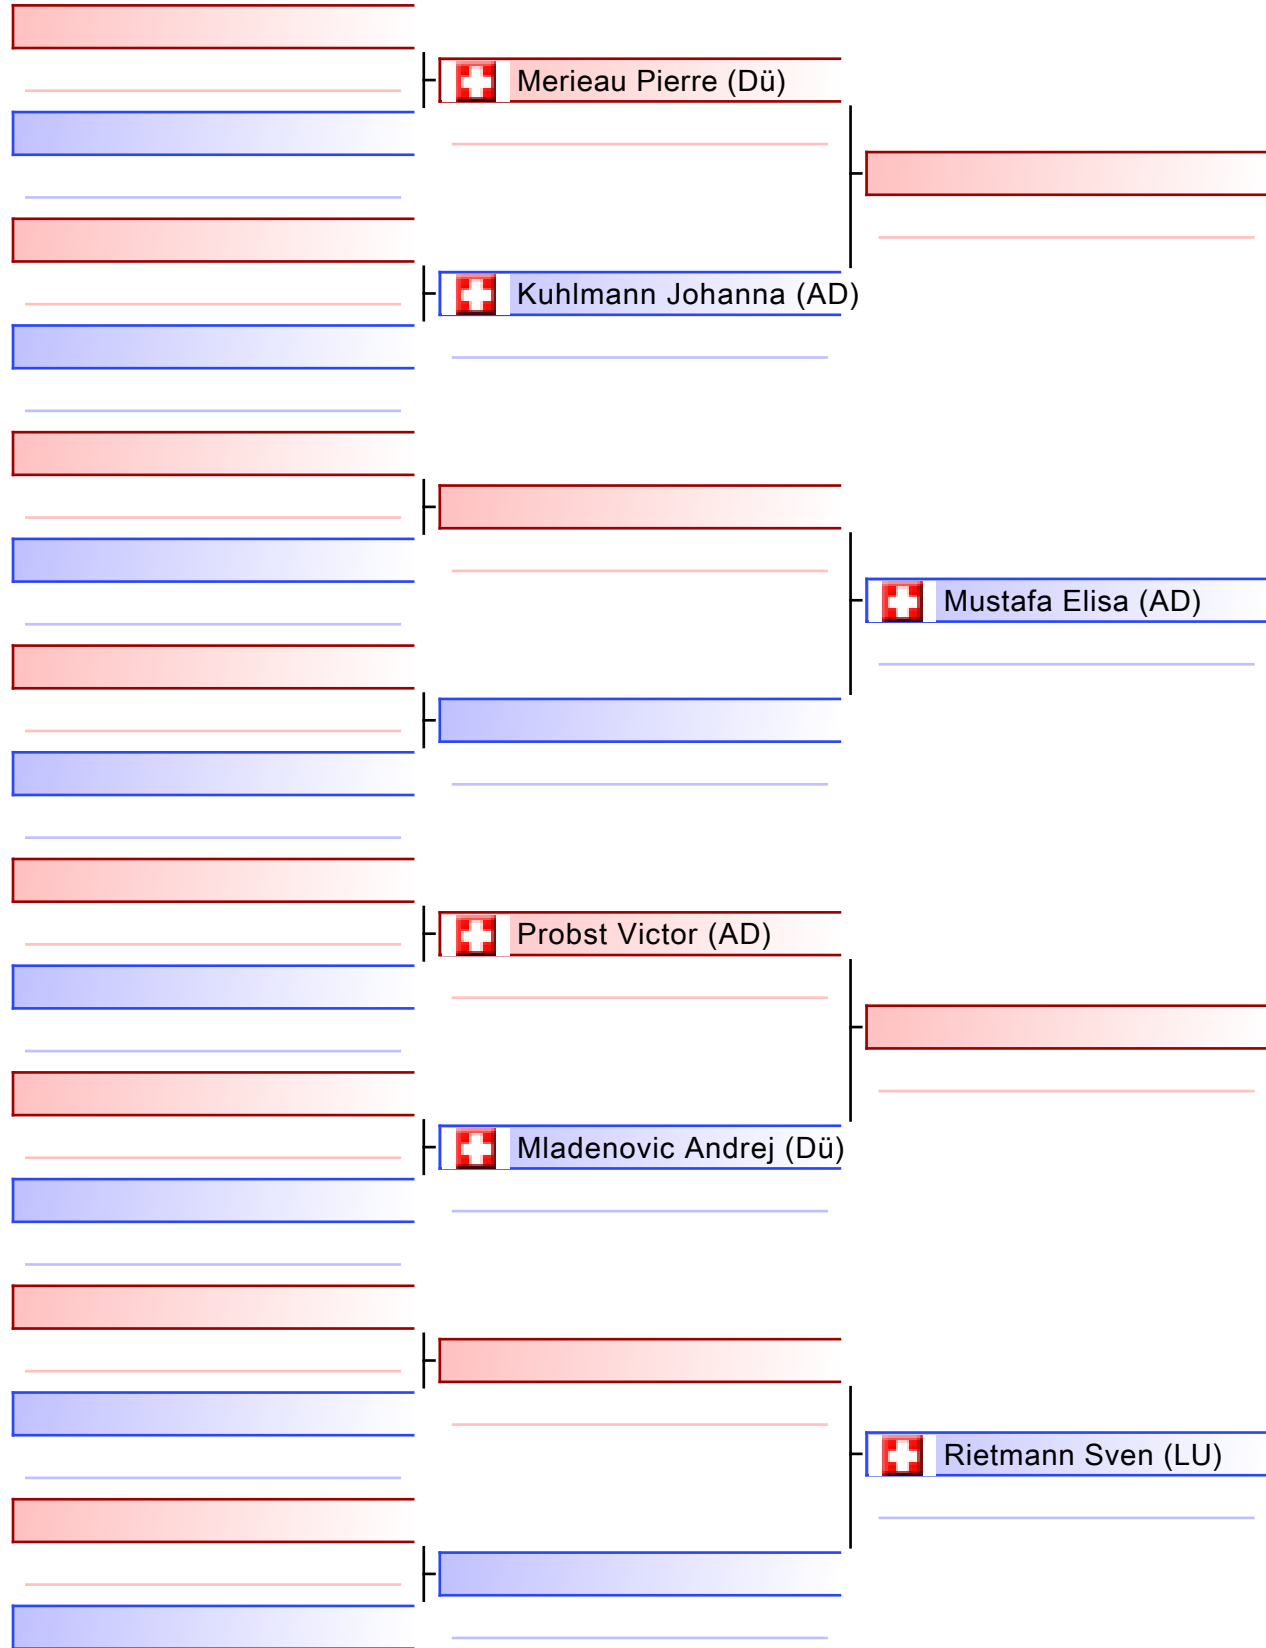 Merieau Pierre (Dü)
Kuhlmann Johanna (AD)
Mustafa Elisa (AD)
Probst Victor (AD)
Mladenovic Andrej (Dü)
Rietmann Sven (LU)